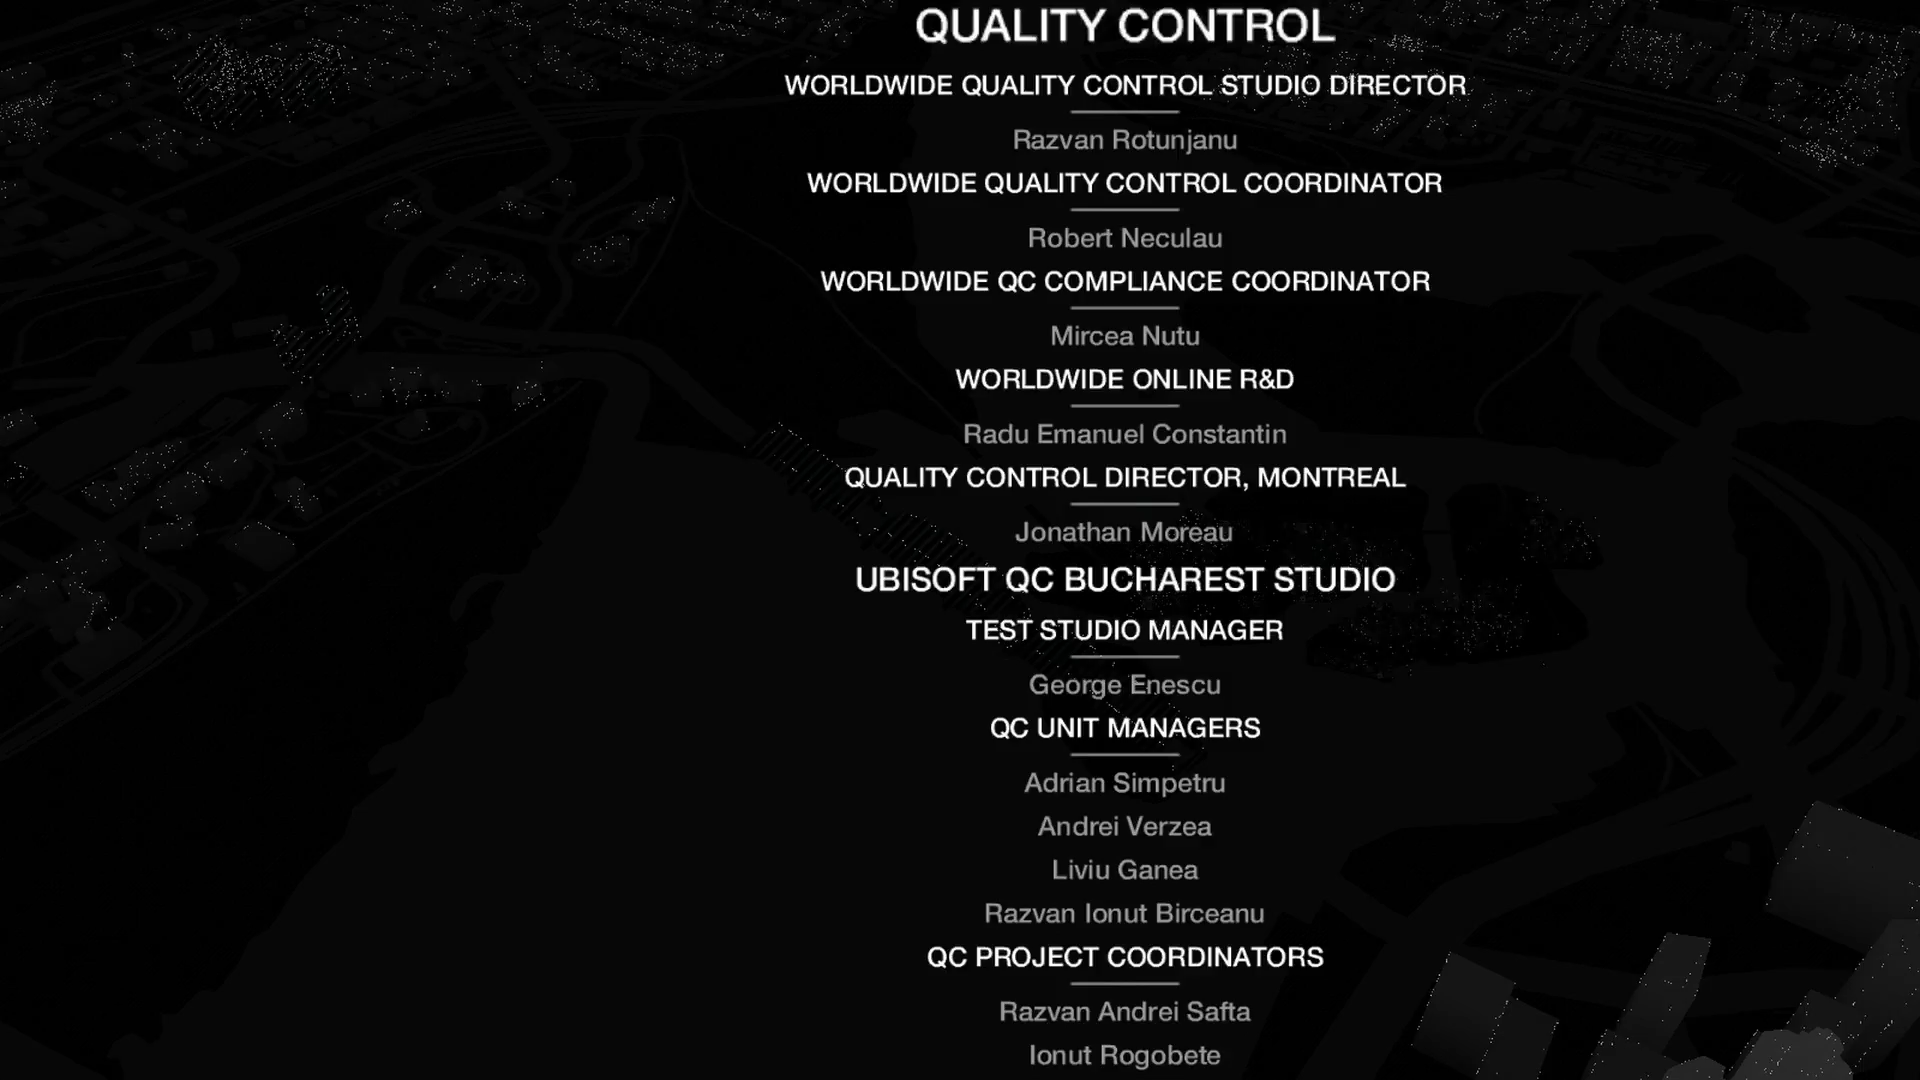 QUALITY CONTROL
WORLDWIDE QUALITY CONTROL STUDIO DIRECTOR
Razvan Rotunjanu
WORLDWIDE QUALITY CONTROL COORDINATOR
Robert Neculau
WORLDWIDE QC COMPLIANCE COORDINATOR
Mircea Nutu
WORLDWIDE ONLINE R&D
Radu Emanuel Constantin
QUALITY CONTROL DIRECTOR, MONTREAL
Jonathan Moreau
UBISOFT QC BUCHAREST STUDIO
TEST STUDIO MANAGER
George Enescu
QC UNIT MANAGERS
Adrian Simpetru
Andrei Verzea
Liviu Ganea
Razvan Ionut Birceanu
QC PROJECT COORDINATORS
Razvan Andrei Safta
Ionut Rogobete